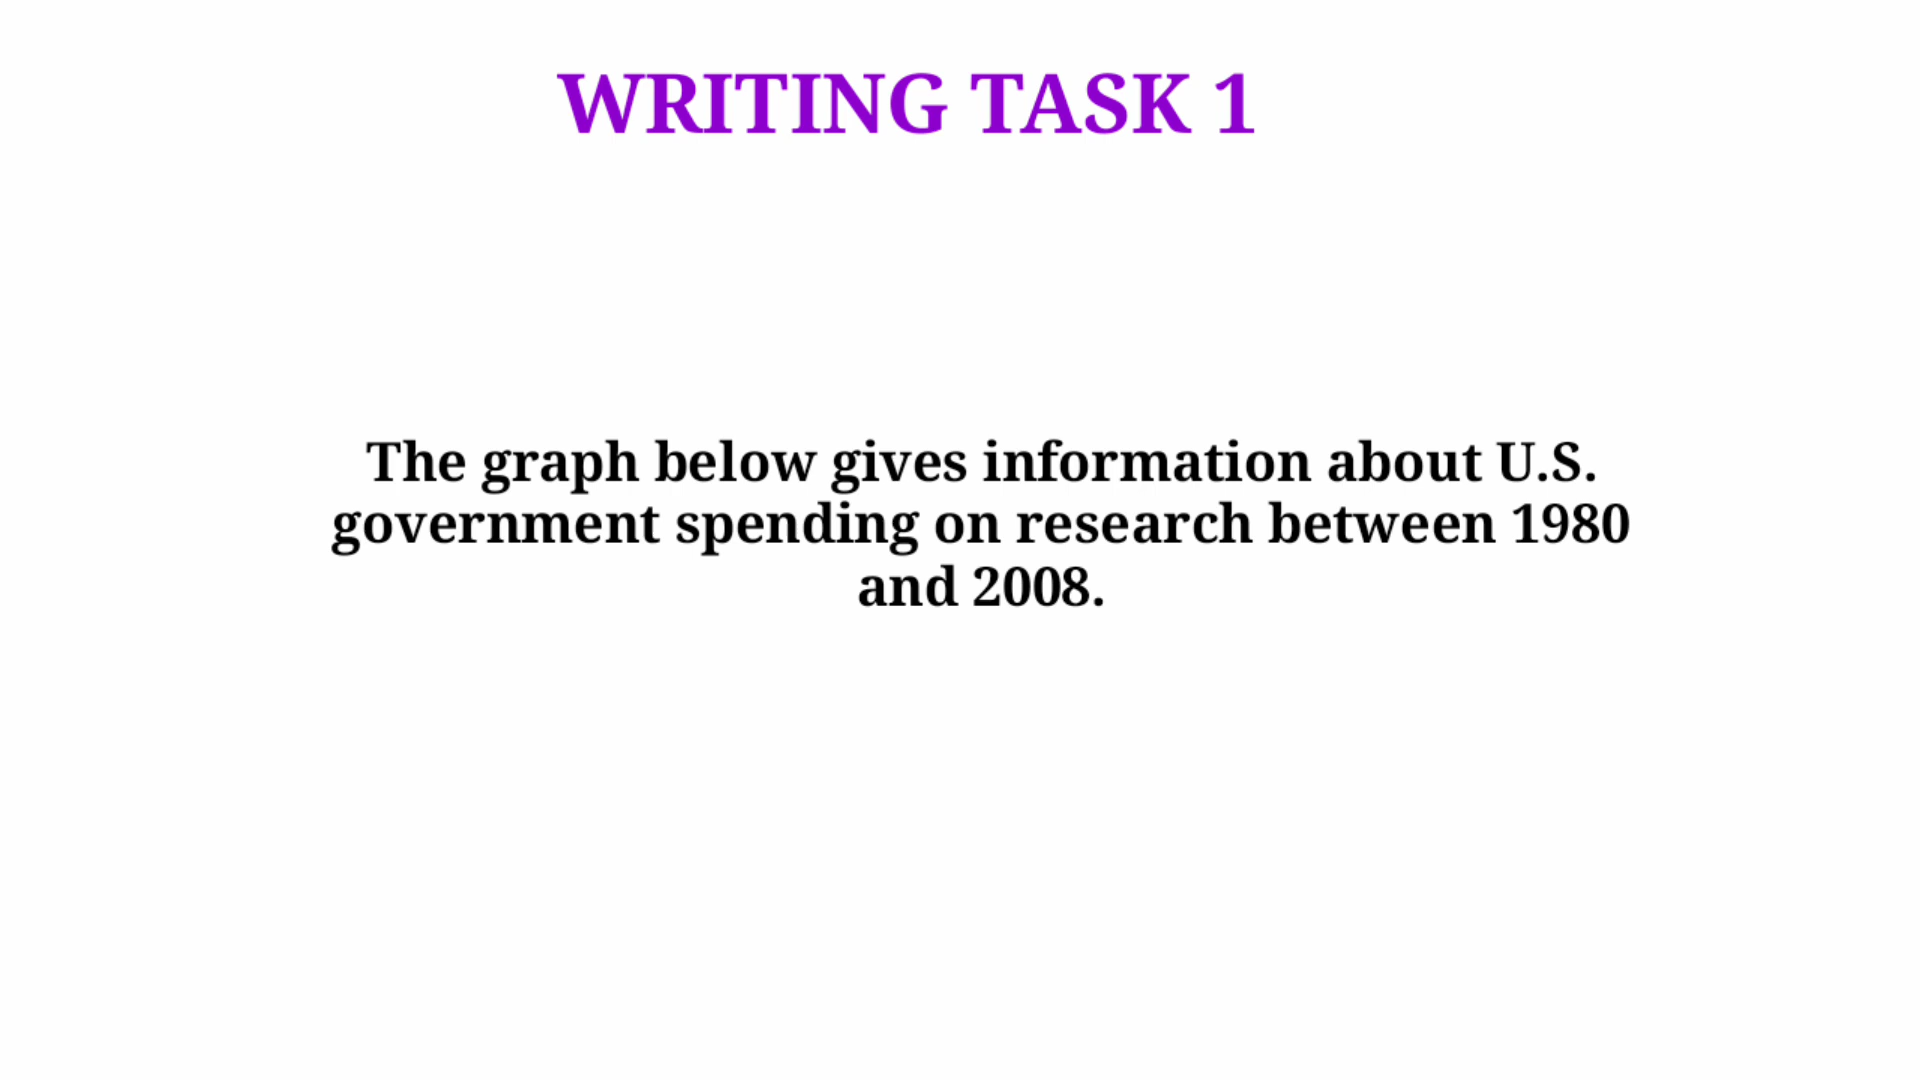 WRITING TASK 1
The graph below gives information about U.S.
government spending on research between 1980
and 2008.